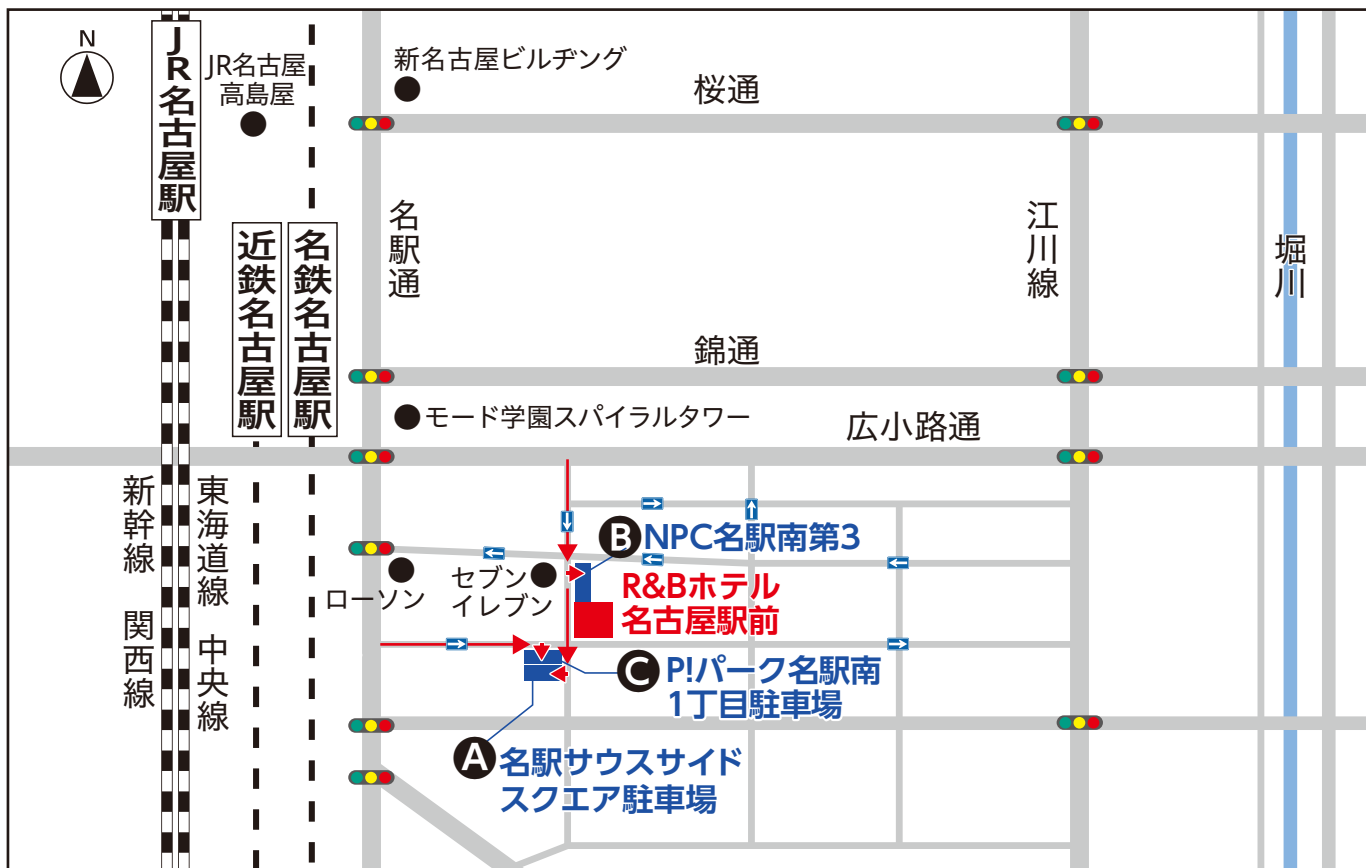 N
JR名古屋駅
JR名古屋
高島屋
新名古屋ビルヂング
桜通
近鉄名古屋駅
名鉄名古屋駅
名駅通
江川線
堀川
錦通
モード学園スパイラルタワー
広小路通
新幹線 関西線
東海道線 中央線
ローソン
セブン
イレブン
B NPC名駅南第3
R&Bホテル
名古屋駅前
C P!パーク名駅南
1丁目駐車場
A 名駅サウスサイド
スクエア駐車場